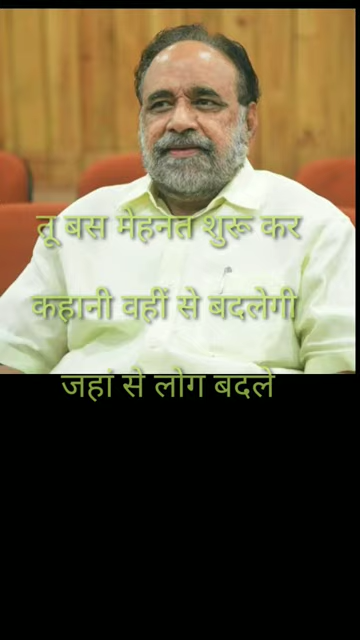 तू बस मेहनत शुरू कर
कहानी वहीं से बदलेगी
जहां से लोग बदले